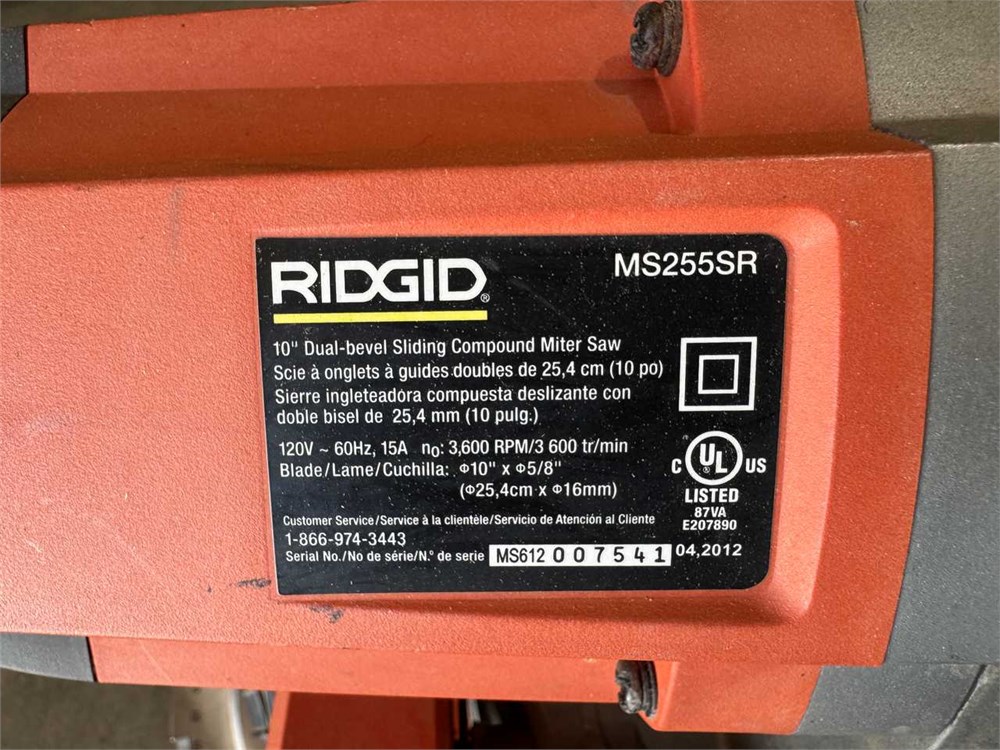 RIDGID®
MS255SR
10" Dual-bevel Sliding Compound Miter Saw
Scie à onglets à guides doubles de 25,4 cm (10 po)
Sierre ingleteadora compuesta deslizante con
doble bisel de 25,4 mm (10 pulg.)
120V ~ 60Hz, 15A n₀: 3,600 RPM/3 600 tr/min
Blade/Lame/Cuchilla: Φ10" x Φ5/8"
(Φ25,4cm x Φ16mm)
C UL® US
LISTED
87VA
E207890
Customer Service/Service à la clientéle/Servicio de Atención al Cliente
1-866-974-3443
Serial No./No de série/N.º de serie MS612 007541 04,2012